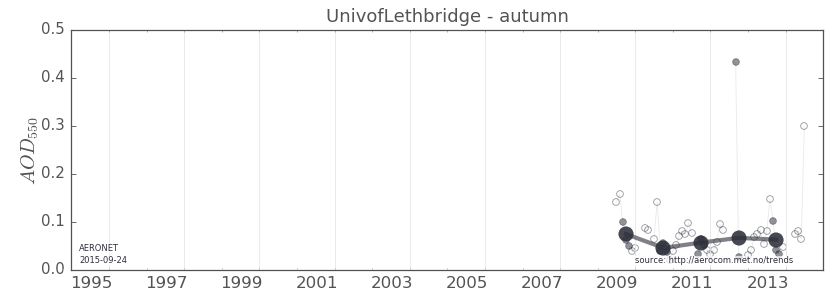 UnivofLethbridge - autumn
0.5
0.4
0.3
0.2
0.1
0.0
AOD550
AERONET
2015-09-24
source: http://aerocom.met.no/trends
1995 1997 1999 2001 2003 2005 2007 2009 2011 2013